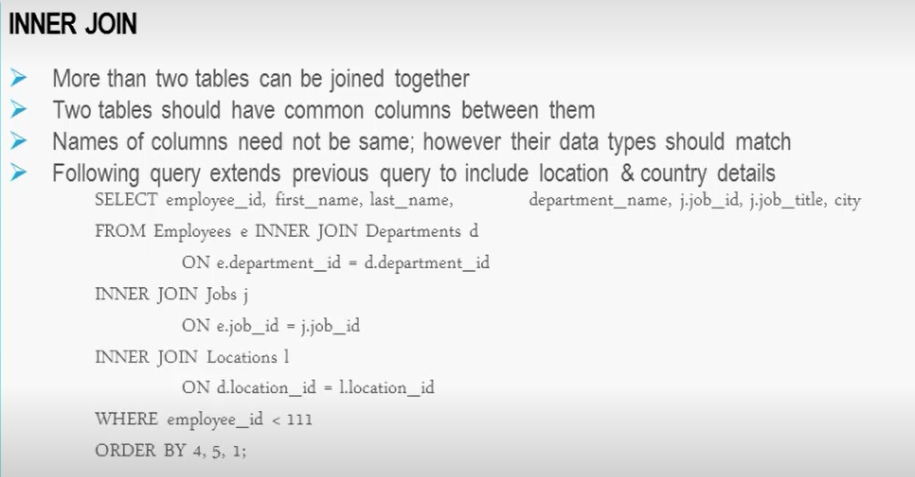 INNER JOIN
More than two tables can be joined together
Two tables should have common columns between them
Names of columns need not be same; however their data types should match
Following query extends previous query to include location & country details
SELECT employee_id, first_name, last_name, department_name, j.job_id, j.job_title, city
FROM Employees e INNER JOIN Departments d
ON e.department_id = d.department_id
INNER JOIN Jobs j
ON e.job_id = j.job_id
INNER JOIN Locations l
ON d.location_id = l.location_id
WHERE employee_id < 111
ORDER BY 4, 5, 1;